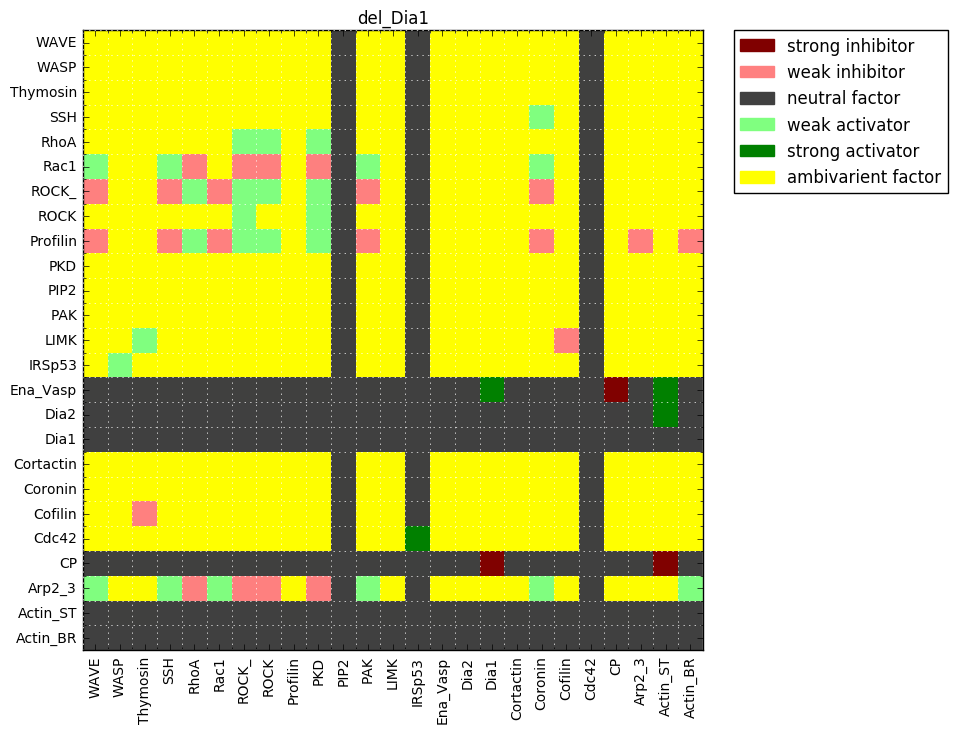 del_Dia1
WAVE
WASP
Thymosin
SSH
RhoA
Rac1
ROCK_
ROCK
Profilin
PKD
PIP2
PAK
LIMK
IRSp53
Ena_Vasp
Dia2
Dia1
Cortactin
Coronin
Cofilin
Cdc42
CP
Arp2_3
Actin_ST
Actin_BR
WAVE
WASP
Thymosin
SSH
RhoA
Rac1
ROCK_
ROCK
Profilin
PKD
PIP2
PAK
LIMK
IRSp53
Ena_Vasp
Dia2
Dia1
Cortactin
Coronin
Cofilin
Cdc42
CP
Arp2_3
Actin_ST
Actin_BR
strong inhibitor
weak inhibitor
neutral factor
weak activator
strong activator
ambivarient factor